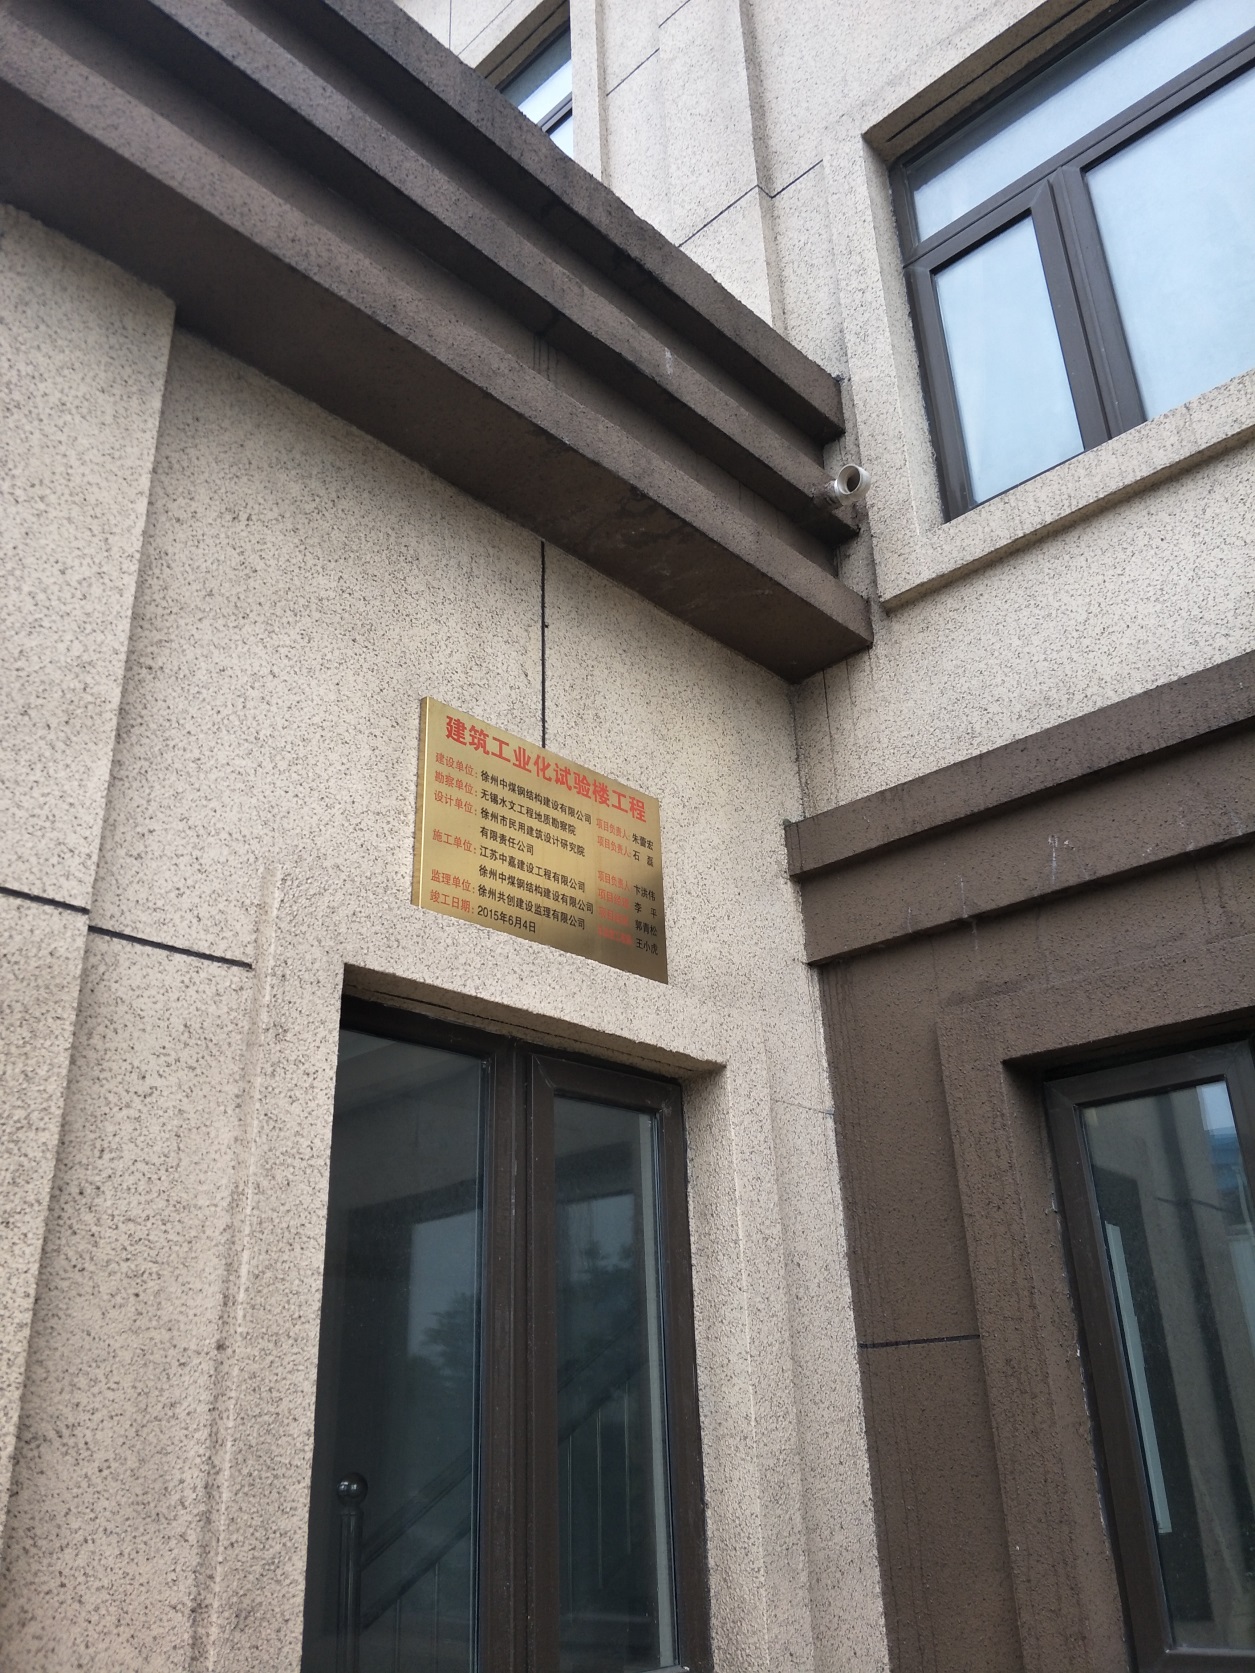 建筑工业化试验楼工程
建设单位：徐州中煤钢结构建设有限公司 项目负责人：朱蕾宏
勘察单位：无锡水文工程地质勘察院 项目负责人：石 磊
设计单位：徐州市民用建筑设计研究院
有限责任公司 项目负责人 卞洪伟
施工单位：江苏中嘉建设工程有限公司 李 平
徐州中煤钢结构建设有限公司 郭青松
监理单位：徐州共创建设监理有限公司 王小虎
竣工日期：2015年6月4日